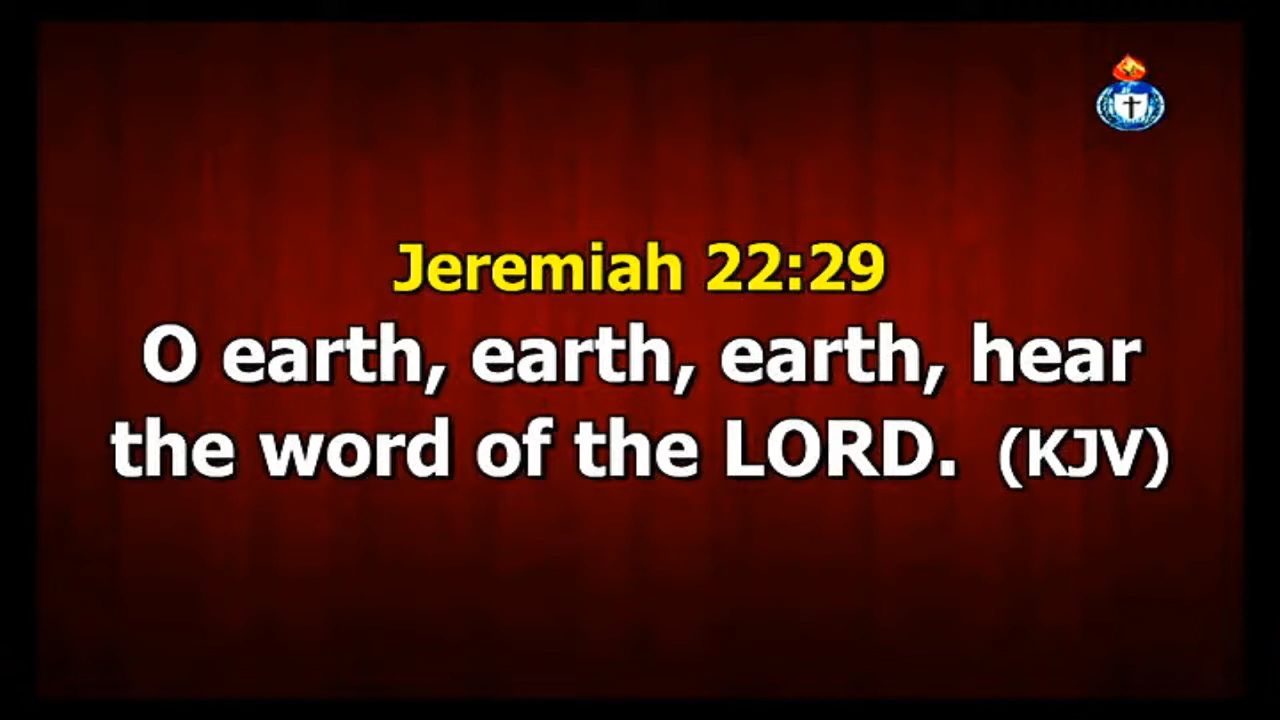 Jeremiah 22:29
O earth, earth, earth, hear
the word of the LORD. (KJV)